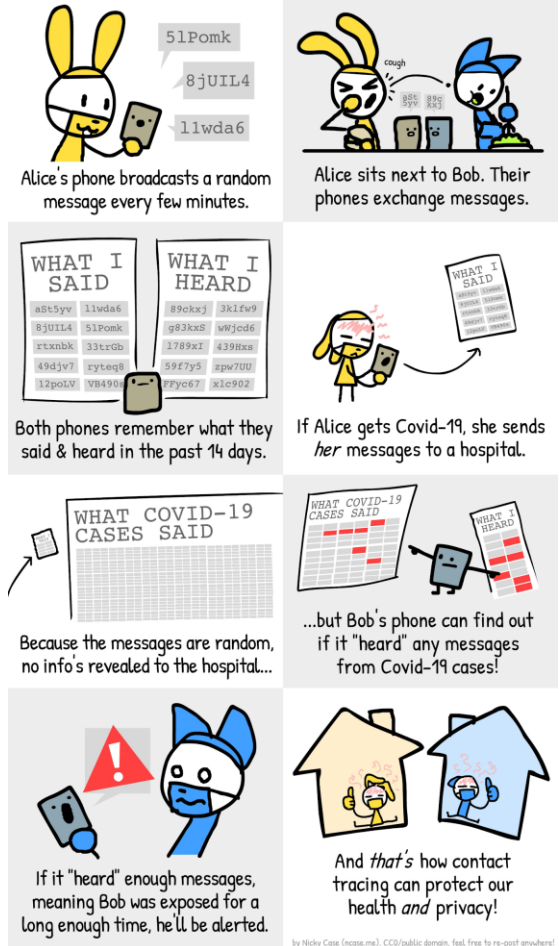 51Pomk
8jUIL4
11wda6
Alice's phone broadcasts a random
message every few minutes.
cough
aSt
5yv
89c
kxj
Alice sits next to Bob. Their
phones exchange messages.
WHAT I
SAID
aSt5yv 11wda6
8jUIL4 51Pomk
rtxnbk 33trGb
49djv7 ryteq8
12poLV VB490s
WHAT I
HEARD
89ckxj 3klfw9
g83kxS wWjcd6
1789xI 439Hxs
59f7y5 zpw7UU
FFyc67 xlc902
Both phones remember what they
said & heard in the past 14 days.
WHAT I
SAID
If Alice gets Covid-19, she sends
her messages to a hospital.
WHAT COVID-19
CASES SAID
Because the messages are random,
no info's revealed to the hospital...
WHAT COVID-19
CASES SAID
WHAT I
HEARD
...but Bob's phone can find out
if it "heard" any messages
from Covid-19 cases!
!
If it "heard" enough messages,
meaning Bob was exposed for a
long enough time, he'll be alerted.
And that's how contact
tracing can protect our
health and privacy!
by Nicky Case (ncase.me). CC0/public domain, feel free to re-post anywhere!